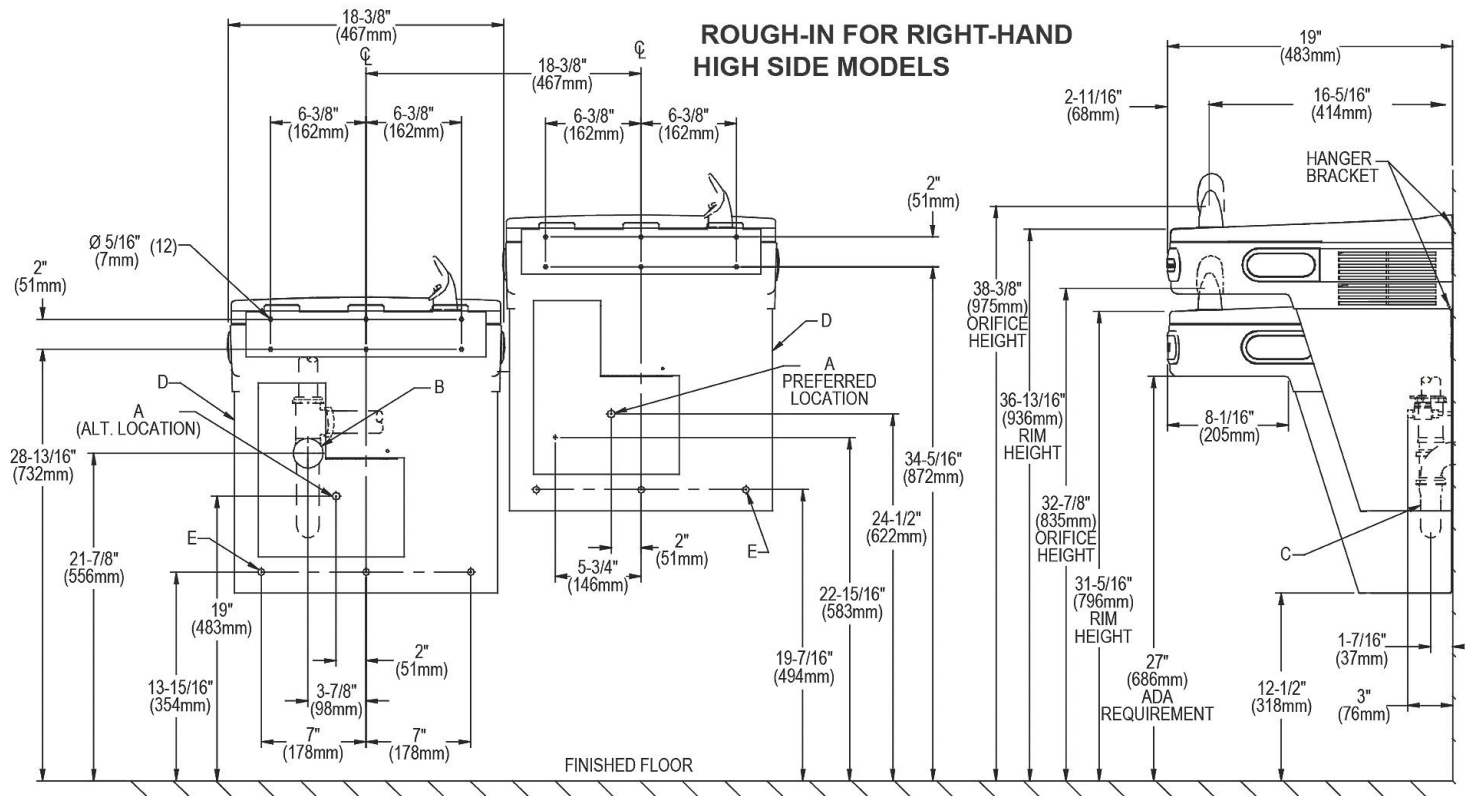 ROUGH-IN FOR RIGHT-HAND
HIGH SIDE MODELS
18-3/8"
(467mm)
℄
℄
18-3/8"
(467mm)
6-3/8"
(162mm)
6-3/8"
(162mm)
6-3/8"
(162mm)
6-3/8"
(162mm)
2"
(51mm)
Ø 5/16" (12)
(7mm)
2"
(51mm)
D
A
(ALT. LOCATION)
B
D
A
PREFERRED
LOCATION
28-13/16"
(732mm)
21-7/8"
(556mm)
E
19"
(483mm)
13-15/16"
(354mm)
2"
(51mm)
3-7/8"
(98mm)
7"
(178mm)
7"
(178mm)
E
2"
(51mm)
5-3/4"
(146mm)
34-5/16"
(872mm)
24-1/2"
(622mm)
22-15/16"
(583mm)
19-7/16"
(494mm)
FINISHED FLOOR
19"
(483mm)
2-11/16"
(68mm)
16-5/16"
(414mm)
HANGER
BRACKET
38-3/8"
(975mm)
ORIFICE
HEIGHT
36-13/16"
(936mm)
RIM
HEIGHT
8-1/16"
(205mm)
32-7/8"
(835mm)
ORIFICE
HEIGHT
C
31-5/16"
(796mm)
RIM
HEIGHT
27"
(686mm)
ADA
REQUIREMENT
12-1/2"
(318mm)
1-7/16"
(37mm)
3"
(76mm)